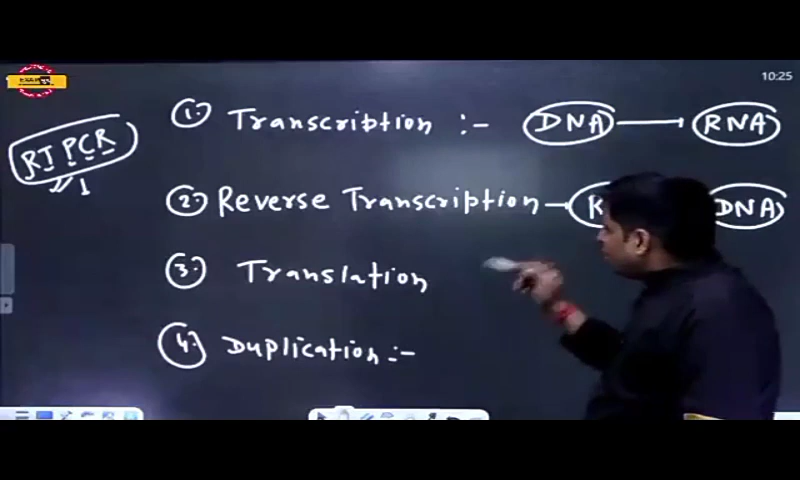 10:25
1. Transcription :- DNA → RNA
RT PCR
2. Reverse Transcription → DNA
3. Translation
4. Duplication :-